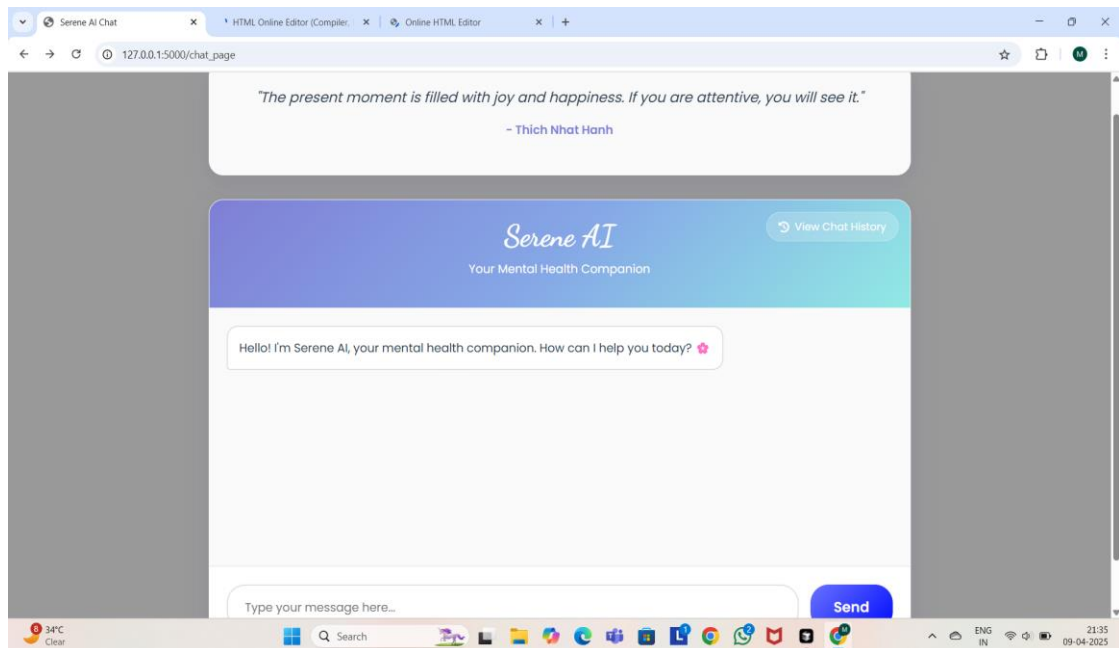 Serene AI Chat
HTML Online Editor (Compiler,
Online HTML Editor
127.0.0.1:5000/chat_page
M
"The present moment is filled with joy and happiness. If you are attentive, you will see it."
- Thich Nhat Hanh
Serene AI
View Chat History
Your Mental Health Companion
Hello! I'm Serene AI, your mental health companion. How can I help you today?
Type your message here...
Send
8
34°C
Clear
Search
L
1
2
M
ENG
IN
21:35
09-04-2025